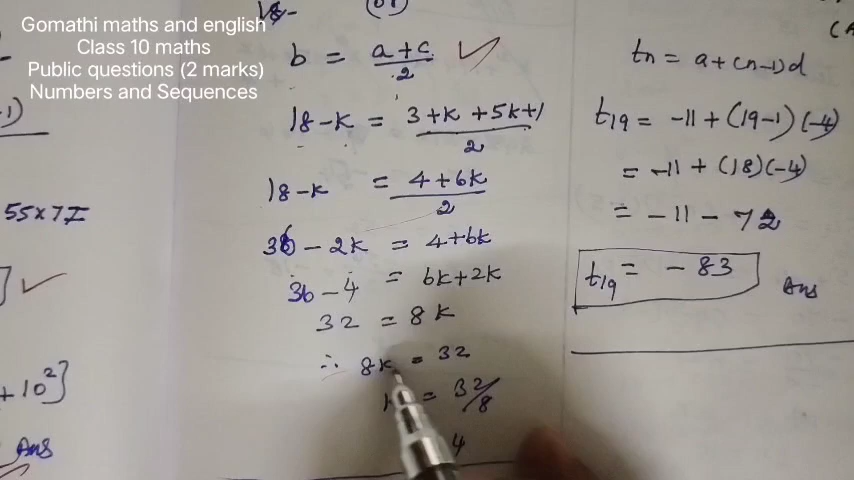 Gomathi maths and english
Class 10 maths
Public questions (2 marks)
Numbers and Sequences
18- (or)
b = a+c/2 ✓
18-k = 3+k+5k+1/2
18-k = 4+6k/2
36-2k = 4+6k
36-4 = 6k+2k
32 = 8k
∴ 8k = 32
= 32/8
4
55x7
+10²]
Ans
tn = a+(n-1)d
t19 = -11+(19-1)(-4)
= -11+(18)(-4)
= -11-72
t19 = -83 Ans